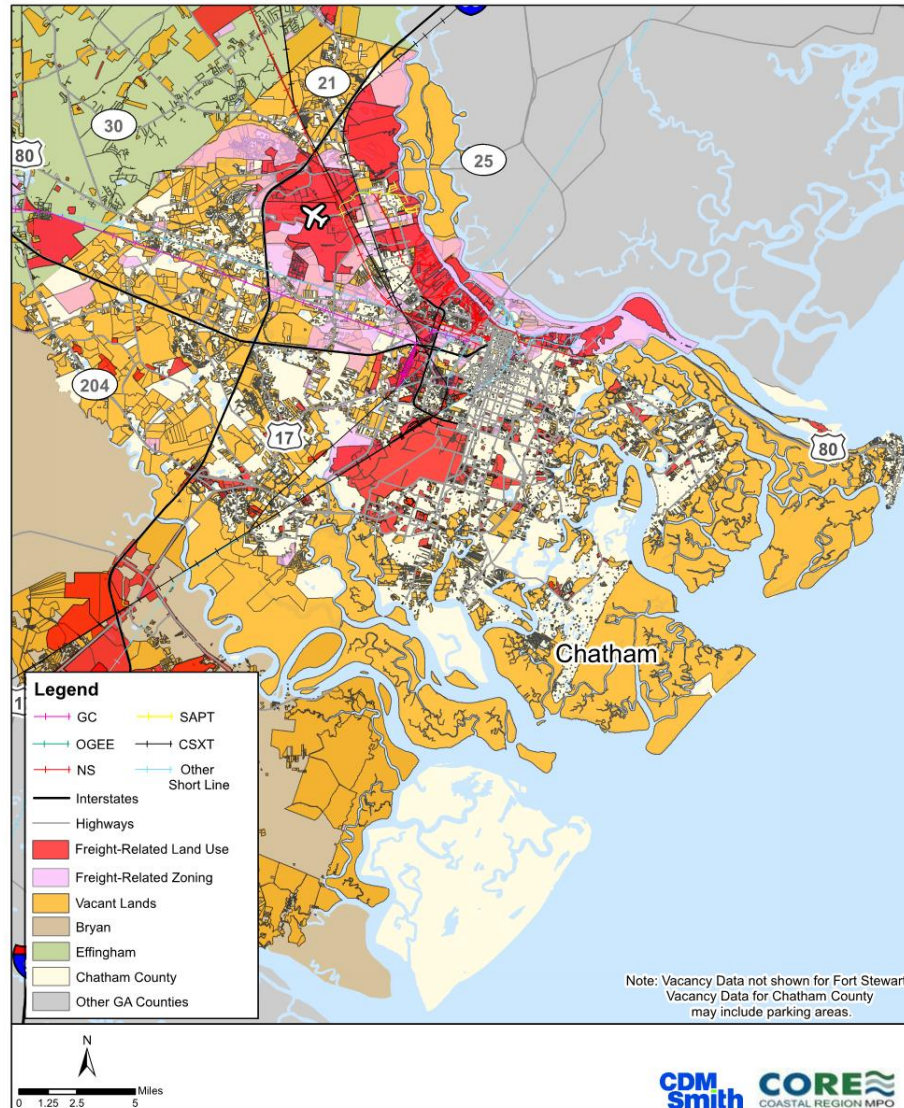 21
30
80
25
204
17
80
Chatham
Legend
GC
SAPT
OGEE
CSXT
NS
Other
Short Line
Interstates
Highways
Freight-Related Land Use
Freight-Related Zoning
Vacant Lands
Bryan
Effingham
Chatham County
Other GA Counties
Note: Vacancy Data not shown for Fort Stewart
Vacancy Data for Chatham County
may include parking areas.
N
Miles
0 1.25 2.5 5
CDM
Smith
CORE
COASTAL REGION MPO